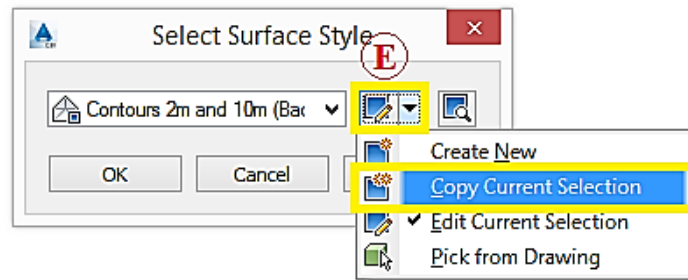 Select Surface Style
E
Contours 2m and 10m (Bac
Create New
OK Cancel Copy Current Selection
Edit Current Selection
Pick from Drawing